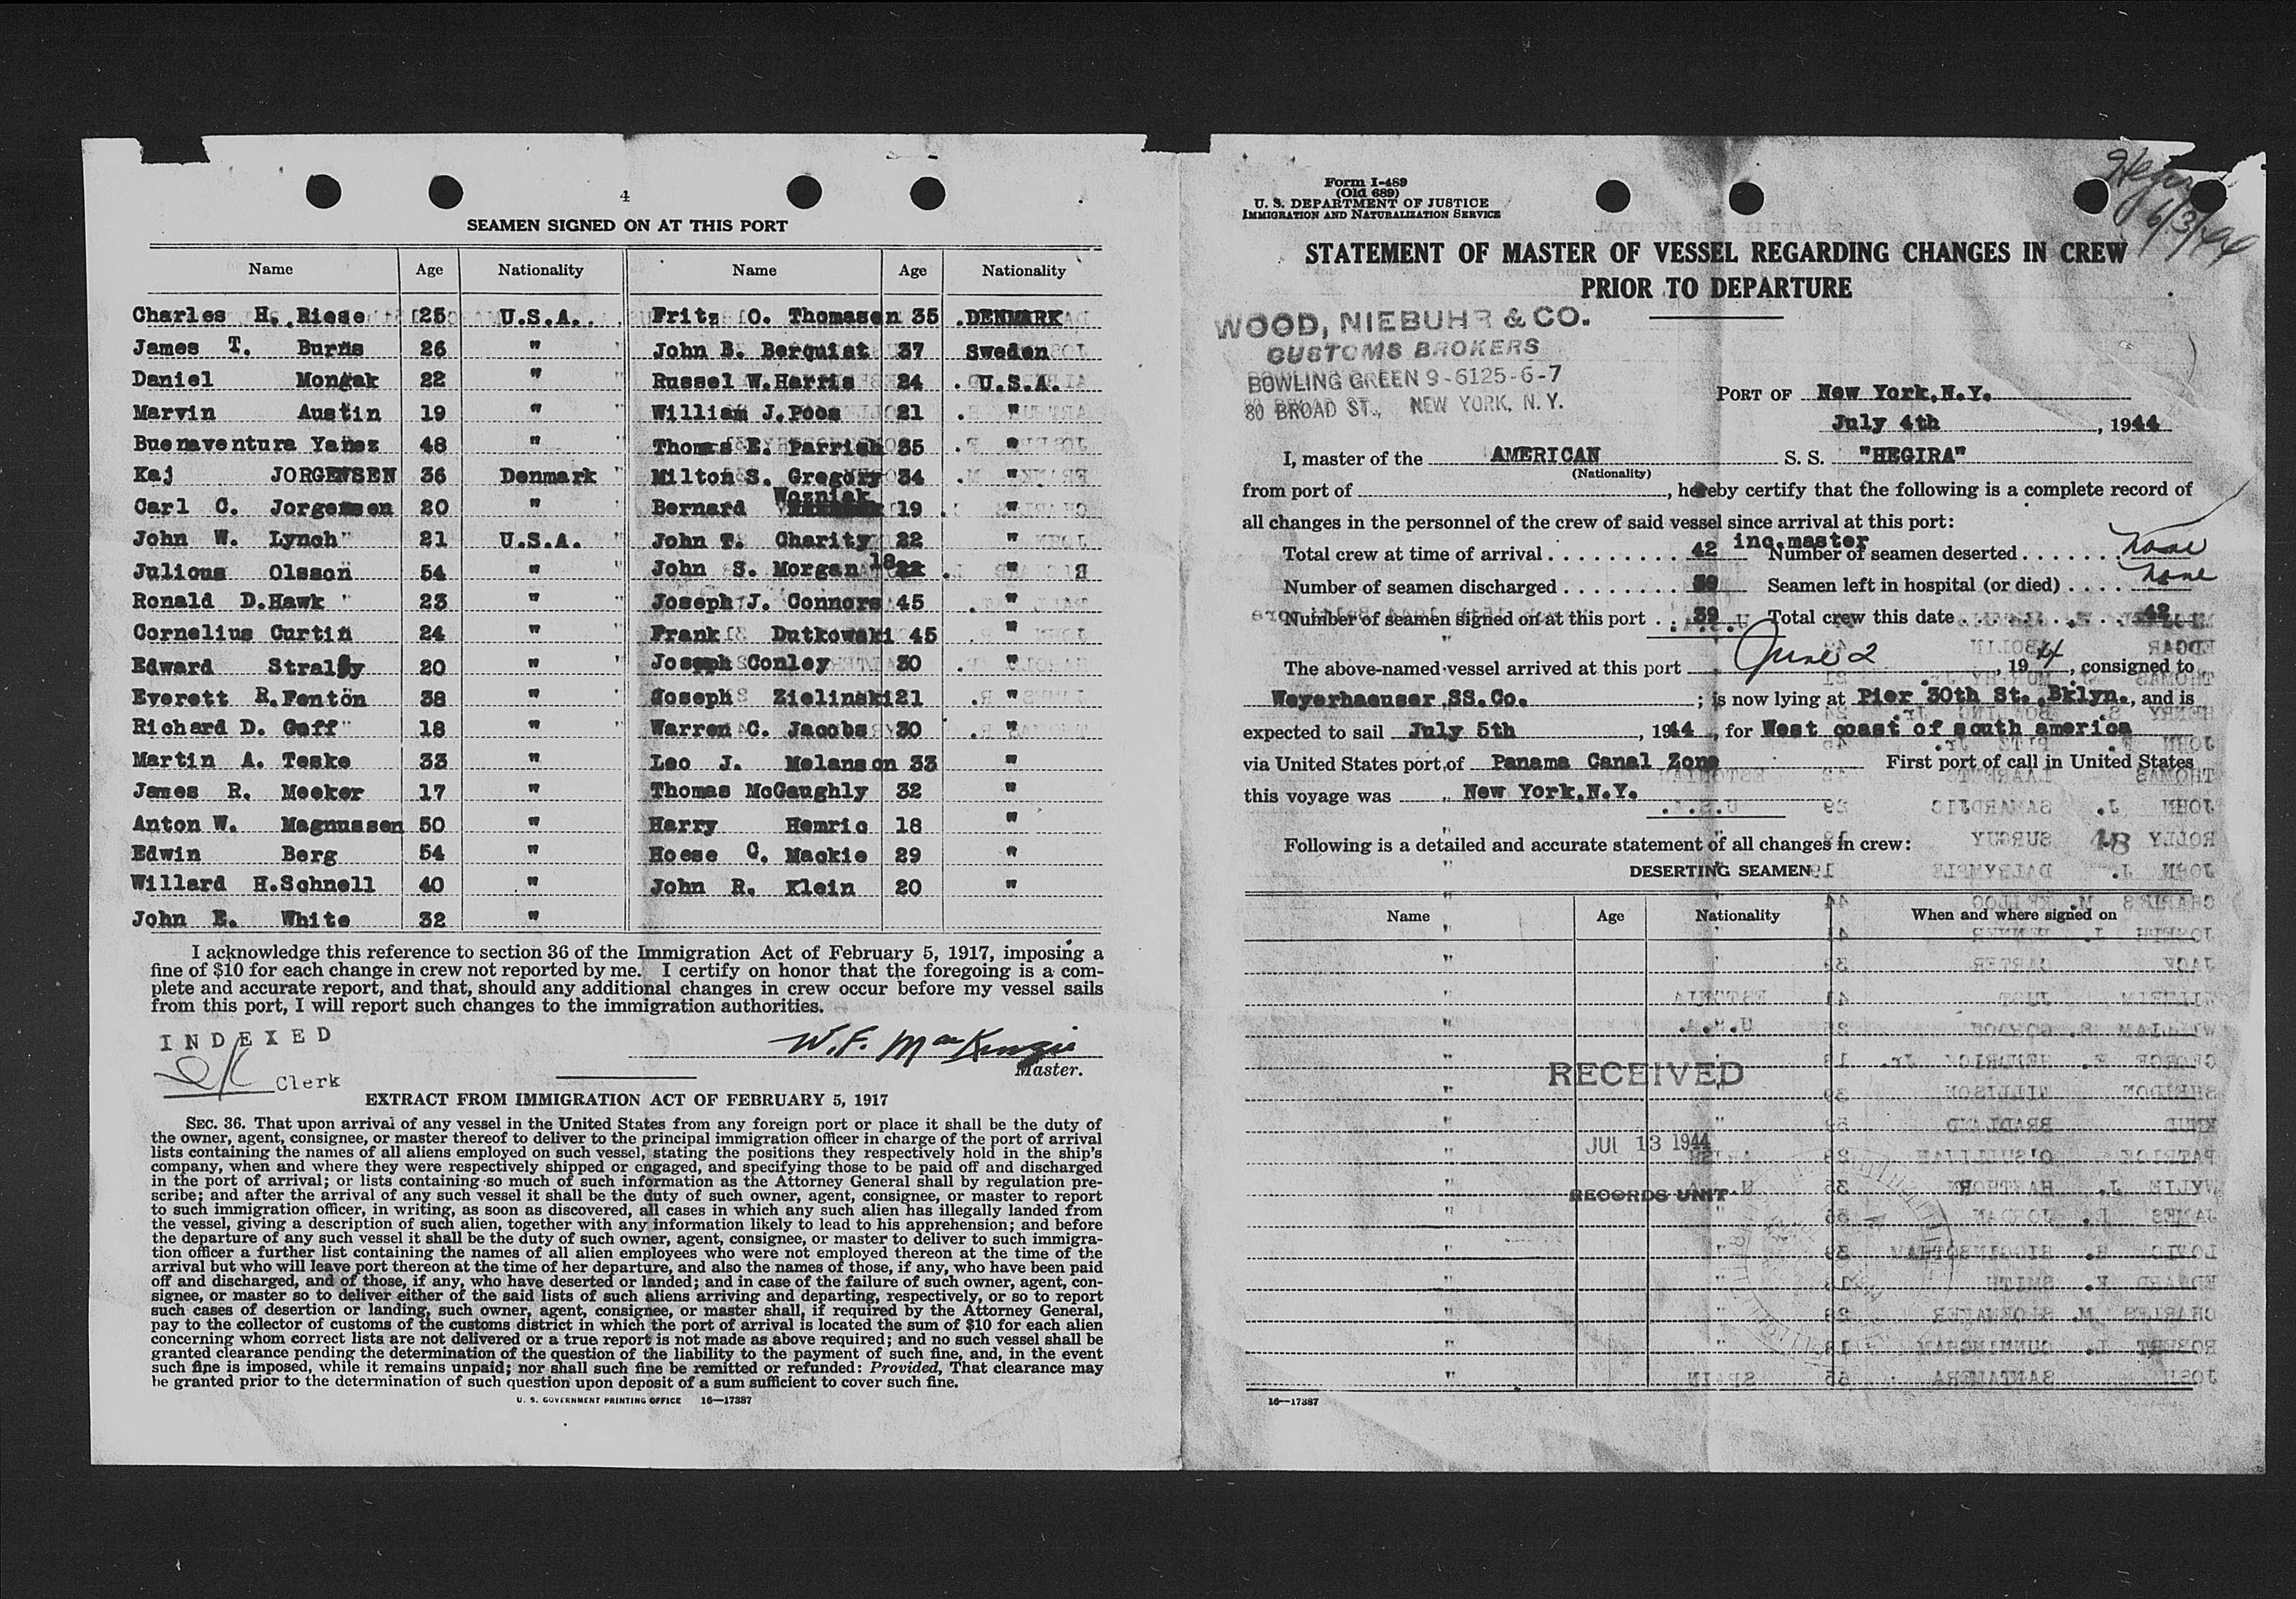 4
SEAMEN SIGNED ON AT THIS PORT
Name Age Nationality Name Age Nationality
Charles H. Riese 25 U.S.A. Fritz O. Thomasen 35 DENMARK
James T. Burns 26 " John B. Berquist 37 Sweden
Daniel Mongak 22 " Russel W. Harris 24 U.S.A.
Marvin Austin 19 " William J. Poos 21 "
Buenaventura Yanez 48 " Thomas E. Parrish 35 "
Kaj JORGENSEN 36 Denmark Milton S. Gregory 34 "
Carl C. Jorgensen 20 " Bernard Wozniak 19 "
John W. Lynch 21 U.S.A. John T. Charity 22 "
Julious Olsson 54 " John S. Morgan 18 "
Ronald D. Hawk 23 " Joseph J. Connors 45 "
Cornelius Curtin 24 " Frank Dutkowski 45 "
Edward 20 " Joseph Conley 30 "
Everett R. Fenton 38 " Joseph Zielinski 21 "
Richard D. Goff 18 " Warren C. Jacobs 30 "
Martin A. Teske 33 " Leo J. Melanson 33 "
James R. Meeker 17 " Thomas McGaughly 32 "
Anton W. Magnussen 50 " Harry Hemric 18 "
Edwin Berg 54 " Hoese C. Mackie 29 "
Willard H. Schnell 40 " John R. Klein 20 "
John E. White 32 "
I acknowledge this reference to section 36 of the Immigration Act of February 5, 1917, imposing a
fine of $10 for each change in crew not reported by me. I certify on honor that the foregoing is a com-
plete and accurate report, and that, should any additional changes in crew occur before my vessel sails
from this port, I will report such changes to the immigration authorities.
INDEXED
Clerk
W. F. MacKenzie
Master.
EXTRACT FROM IMMIGRATION ACT OF FEBRUARY 5, 1917
SEC. 36. That upon arrival of any vessel in the United States from any foreign port or place it shall be the duty of
the owner, agent, consignee, or master thereof to deliver to the principal immigration officer in charge of the port of arrival
lists containing the names of all aliens employed on such vessel, stating the positions they respectively hold in the ship's
company, when and where they were respectively shipped or engaged, and specifying those to be paid off and discharged
in the port of arrival; or lists containing so much of such information as the Attorney General shall by regulation pre-
scribe; and after the arrival of any such vessel it shall be the duty of such owner, agent, consignee, or master to report
to such immigration officer, in writing, as soon as discovered, all cases in which any such alien has illegally landed from
the vessel, giving a description of such alien, together with any information likely to lead to his apprehension; and before
the departure of any such vessel it shall be the duty of such owner, agent, consignee, or master to deliver to such immigra-
tion officer a further list containing the names of all alien employees who were not employed thereon at the time of the
arrival but who will leave port thereon at the time of her departure, and also the names of those, if any, who have been paid
off and discharged, and of those, if any, who have deserted or landed; and in case of the failure of such owner, agent, con-
signee, or master so to deliver either of the said lists of such aliens arriving and departing, respectively, or so to report
such cases of desertion or landing, such owner, agent, consignee, or master shall, if required by the Attorney General,
pay to the collector of customs of the customs district in which the port of arrival is located the sum of $10 for each alien
concerning whom correct lists are not delivered or a true report is not made as above required; and no such vessel shall be
granted clearance pending the determination of the question of the liability to the payment of such fine, and, in the event
such fine is imposed, while it remains unpaid; nor shall such fine be remitted or refunded: Provided, That clearance may
be granted prior to the determination of such question upon deposit of a sum sufficient to cover such fine.
U. S. GOVERNMENT PRINTING OFFICE 16—17387
Form I-489
(Old 689)
U. S. DEPARTMENT OF JUSTICE
IMMIGRATION AND NATURALIZATION SERVICE
6/3/44
STATEMENT OF MASTER OF VESSEL REGARDING CHANGES IN CREW
PRIOR TO DEPARTURE
WOOD, NIEBUHR & CO.
CUSTOMS BROKERS
BOWLING GREEN 9-6125-6-7
80 BROAD ST., NEW YORK, N. Y.
PORT OF New York, N.Y.
July 4th, 1944
I, master of the AMERICAN S. S. "HEGIRA"
(Nationality)
from port of , hereby certify that the following is a complete record of
all changes in the personnel of the crew of said vessel since arrival at this port:
Total crew at time of arrival 42 inc. master Number of seamen deserted None
Number of seamen discharged 39 Seamen left in hospital (or died) None
Number of seamen signed on at this port 39 Total crew this date 42
The above-named vessel arrived at this port June 2, 1944, consigned to
Weyerhaeuser SS. Co. ; is now lying at Pier 30th St. Bklyn., and is
expected to sail July 5th, 1944, for West coast of south america
via United States port of Panama Canal Zone First port of call in United States
this voyage was New York, N.Y.
Following is a detailed and accurate statement of all changes in crew:
DESERTING SEAMEN
Name Age Nationality When and where signed on
RECEIVED
JUL 13 1944
RECORDS UNIT
16—17387